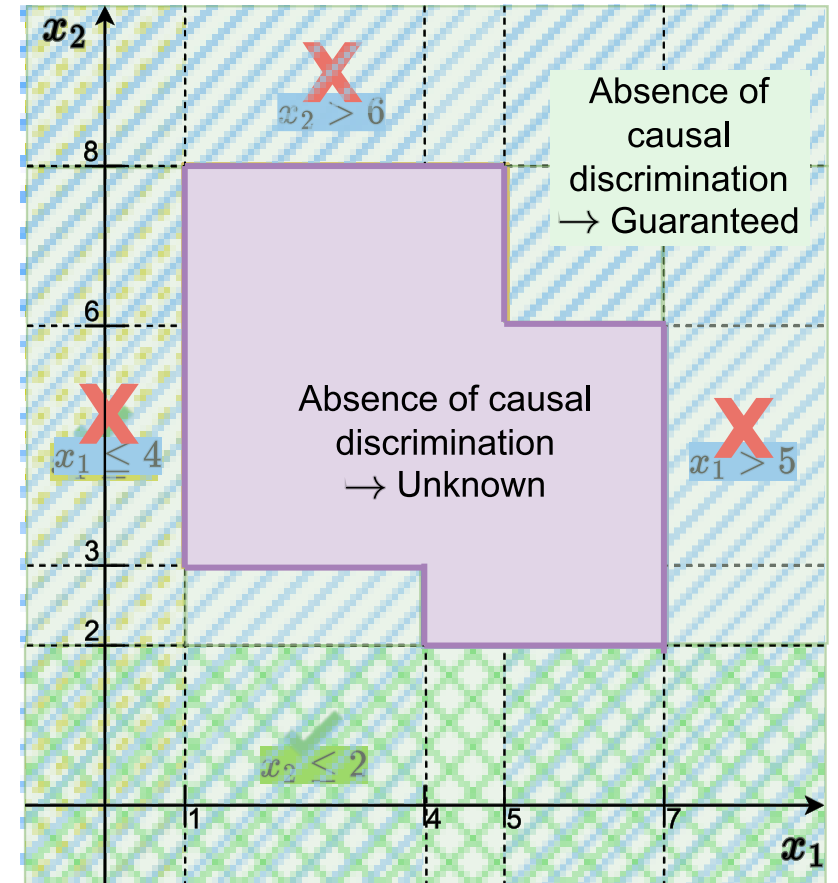 x₂
X
x₂ > 6
Absence of
causal
discrimination
→ Guaranteed
8
6
X
x₁ ≤ 4
Absence of causal
discrimination
→ Unknown
X
x₁ > 5
3
2
x₂ ≤ 2
1
4
5
7
x₁